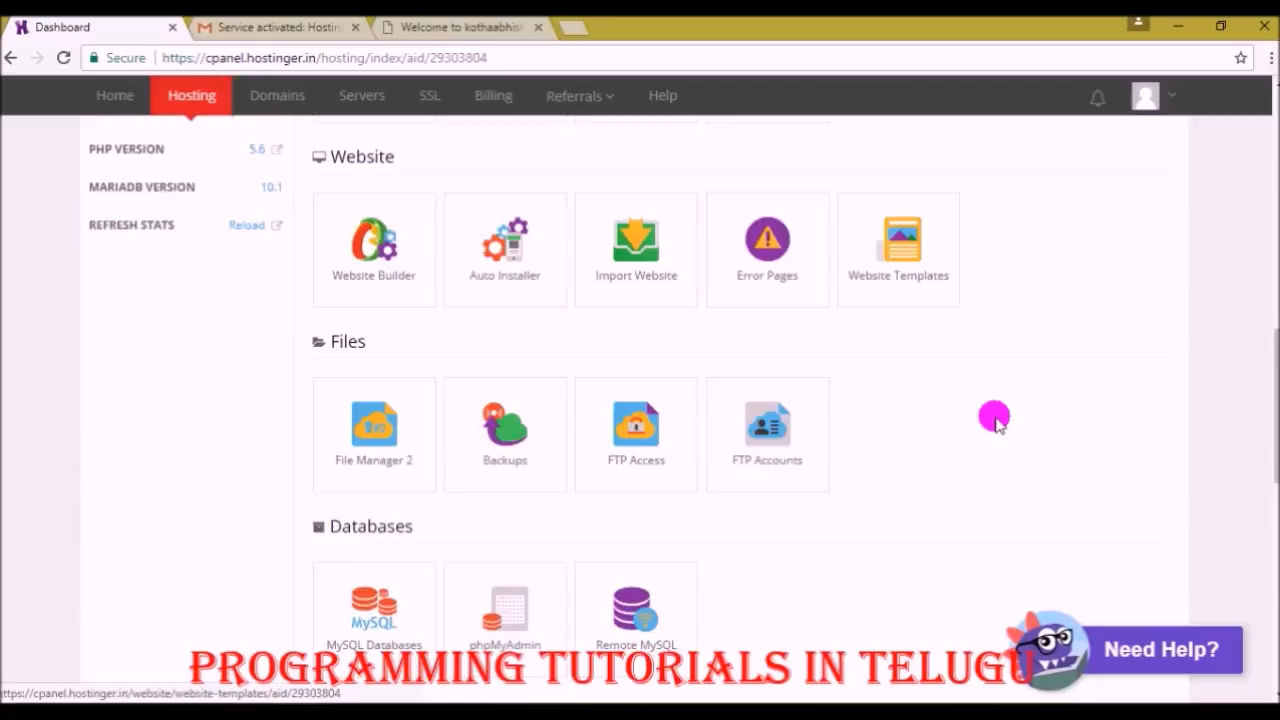 Dashboard
Service activated: Hosting
Welcome to kothaabhish
Secure
https://cpanel.hostinger.in/hosting/index/aid/29303804
Home
Hosting
Domains
Servers
SSL
Billing
Referrals
Help
PHP VERSION 5.6
MARIADB VERSION 10.1
REFRESH STATS Reload
Website
Website Builder
Auto Installer
Import Website
Error Pages
Website Templates
Files
File Manager 2
Backups
FTP Access
FTP Accounts
Databases
MySQL
MySQL Databases
phpMyAdmin
Remote MySQL
Need Help?
PROGRAMMING TUTORIALS IN TELUGU
https://cpanel.hostinger.in/website/website-templates/aid/29303804